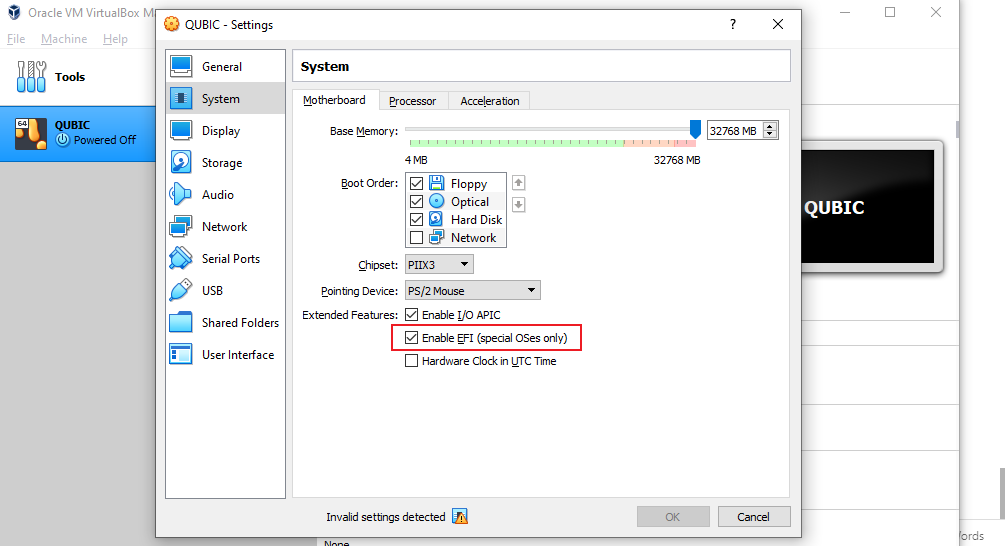 Oracle VM VirtualBox M
File Machine Help
Tools
64
QUBIC
Powered Off
QUBIC - Settings
?
General
System
Display
Storage
Audio
Network
Serial Ports
USB
Shared Folders
User Interface
System
Motherboard Processor Acceleration
Base Memory: 32768 MB
4 MB 32768 MB
Boot Order: Floppy
Optical
Hard Disk
Network
Chipset: PIIX3
Pointing Device: PS/2 Mouse
Extended Features: Enable I/O APIC
Enable EFI (special OSes only)
Hardware Clock in UTC Time
Invalid settings detected
OK Cancel
QUBIC
None